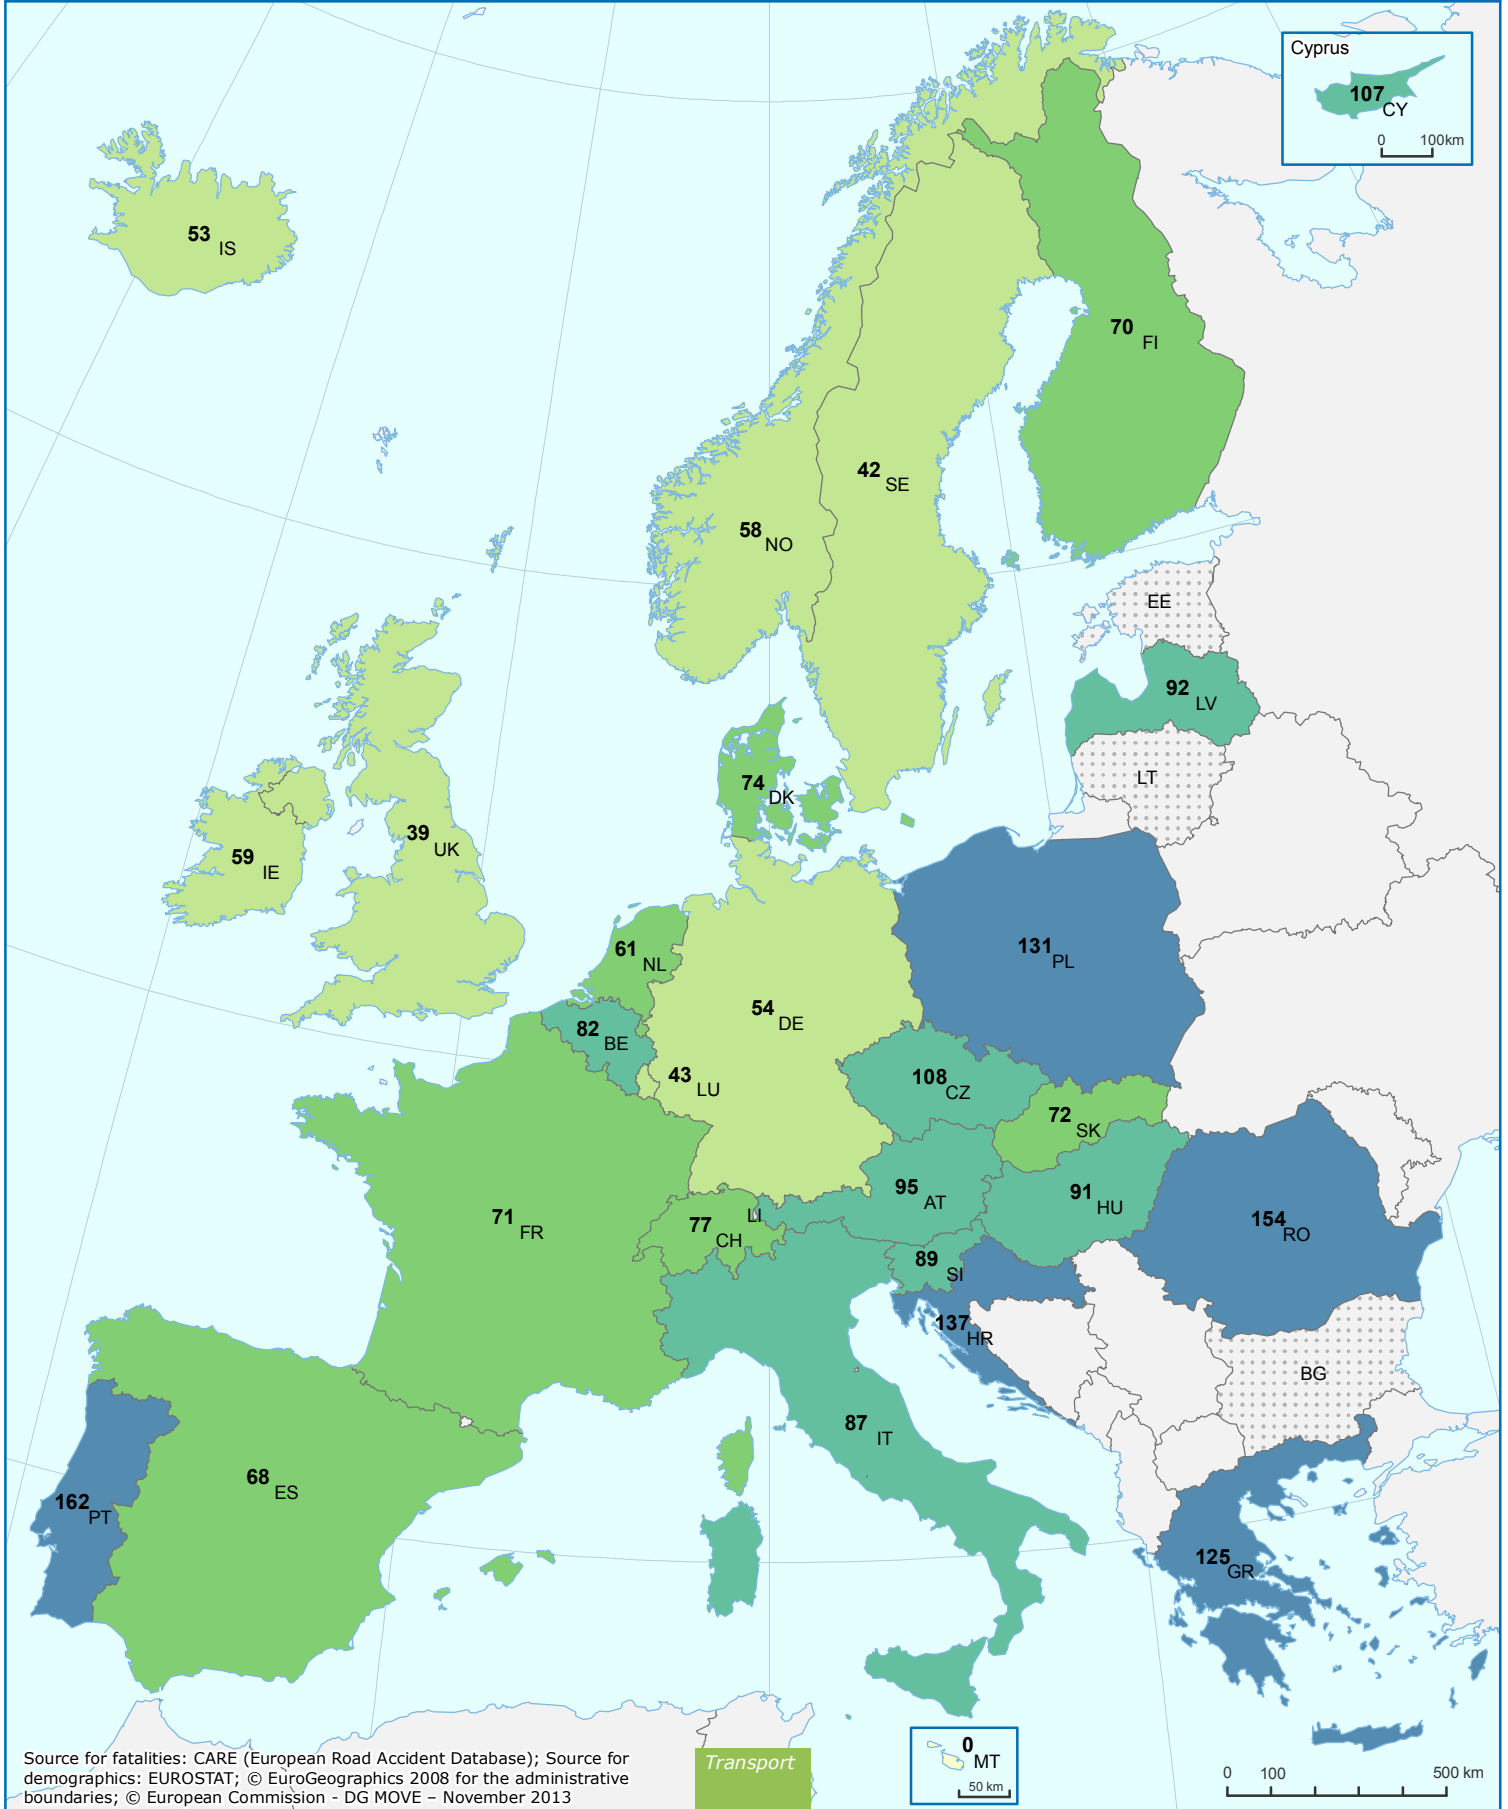 Cyprus
107
CY
0 100km
53
IS
70
FI
42
SE
58
NO
EE
92
LV
LT
74
DK
39
UK
59
IE
61
NL
131
PL
54
DE
82
BE
43
LU
108
CZ
72
SK
95
AT
91
HU
154
RO
71
FR
77
CH
LI
89
SI
137
HR
BG
87
IT
68
ES
162
PT
125
GR
0
MT
50 km
Source for fatalities: CARE (European Road Accident Database); Source for
demographics: EUROSTAT; © EuroGeographics 2008 for the administrative
boundaries; © European Commission - DG MOVE – November 2013
Transport
0 100 500 km